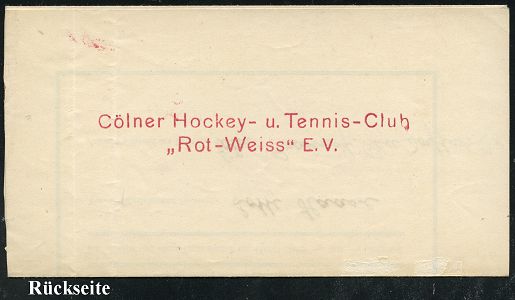 Cölner Hockey- u. Tennis-Club
„Rot-Weiss" E.V.
Rückseite